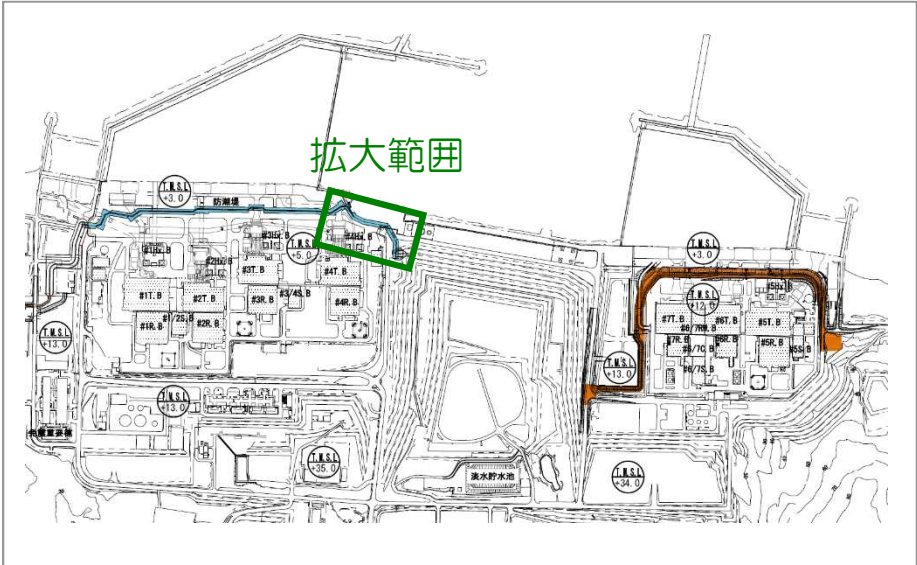 拡大範囲
T.M.S.L
+3.0
防潮堤
#1Hx.B
#2Hx.B
#3Hx.B
T.M.S.L
+5.0
#4Hx.B
#1T.B
#2T.B
#3T.B
#4T.B
#1R.B
#1/2S.B
#2R.B
#3R.B
#3/4S.B
#4R.B
T.M.S.L
+13.0
T.M.S.L
+13.0
T.M.S.L
+35.0
淡水貯水池
T.M.S.L
+3.0
#5Hx.B
T.M.S.L
+12.0
#7T.B
#6T.B
#5T.B
#6/7RW.B
#7R.B
#6/7C.B
#6R.B
#5R.B
#5S.B
#6/7S.B
T.M.S.L
+13.0
T.M.S.L
+34.0